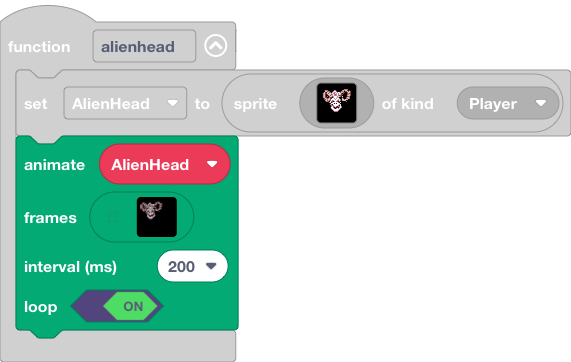 function alienhead
set AlienHead to sprite of kind Player
animate AlienHead
frames
interval (ms) 200
loop ON